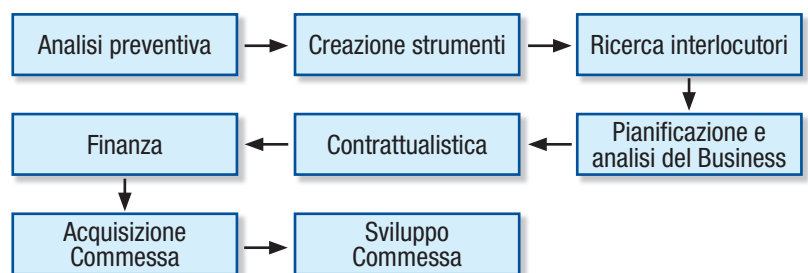 Analisi preventiva
Creazione strumenti
Ricerca interlocutori
Pianificazione e
analisi del Business
Contrattualistica
Finanza
Acquisizione
Commessa
Sviluppo
Commessa